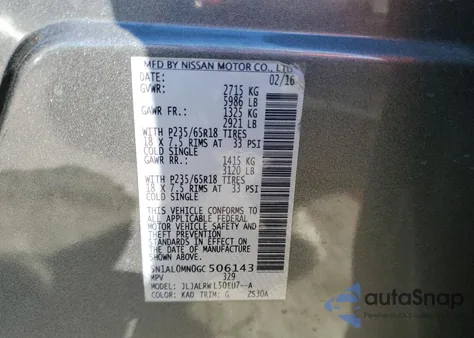 MFD BY NISSAN MOTOR CO., LTD
DATE: 02/16
GVWR: 2715 KG
5986 LB
GAWR FR.: 1325 KG
2921 LB
WITH P235/65R18 TIRES
18 X 7.5 RIMS AT 33 PSI
COLD SINGLE
GAWR RR.: 1415 KG
3120 LB
WITH P235/65R18 TIRES
18 X 7.5 RIMS AT 33 PSI
COLD SINGLE
THIS VEHICLE CONFORMS TO
ALL APPLICABLE FEDERAL
MOTOR VEHICLE SAFETY
STANDARDS IN EFFECT ON
THE DATE OF MANUFACTURE
SHOWN ABOVE.
5N1AL0MN0GC506143
MPV 329
MODEL:
COLOR: KAD TRIM: G ZS30A
autoSnap